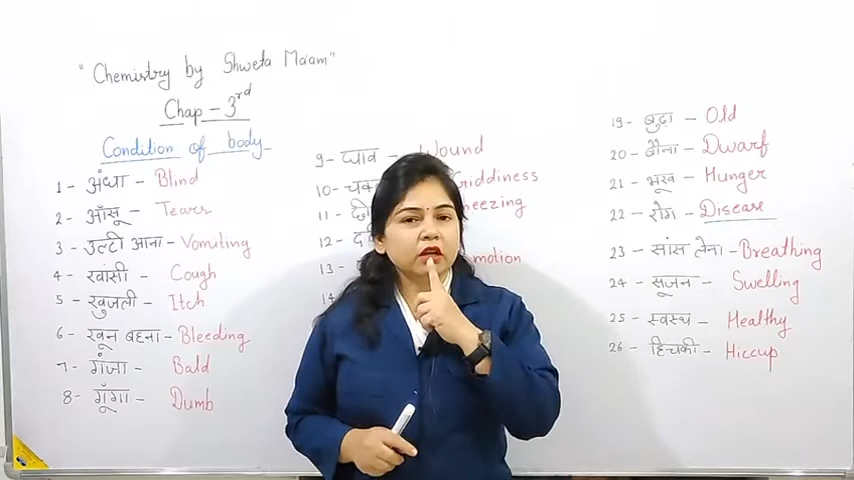 "Chemistry by Shweta Ma'am"
Chap - 3rd
Condition of body
1 - अंधा - Blind
2 - आँसू - Tears
3 - उल्टी आना - Vomiting
4 - खांसी - Cough
5 - खुजली - Itch
6 - खून बहना - Bleeding
7 - गंजा - Bald
8 - गूँगा - Dumb
9 - घाव - Wound
10 - Giddiness
11 -
12 -
13 -
14
19 - बुढ़ा - Old
20 - बौना - Dwarf
21 - भूख - Hunger
22 - रोग - Disease
23 - सांस लेना - Breathing
24 - सूजन - Swelling
25 - स्वस्थ - Healthy
26 - हिचकी - Hiccup